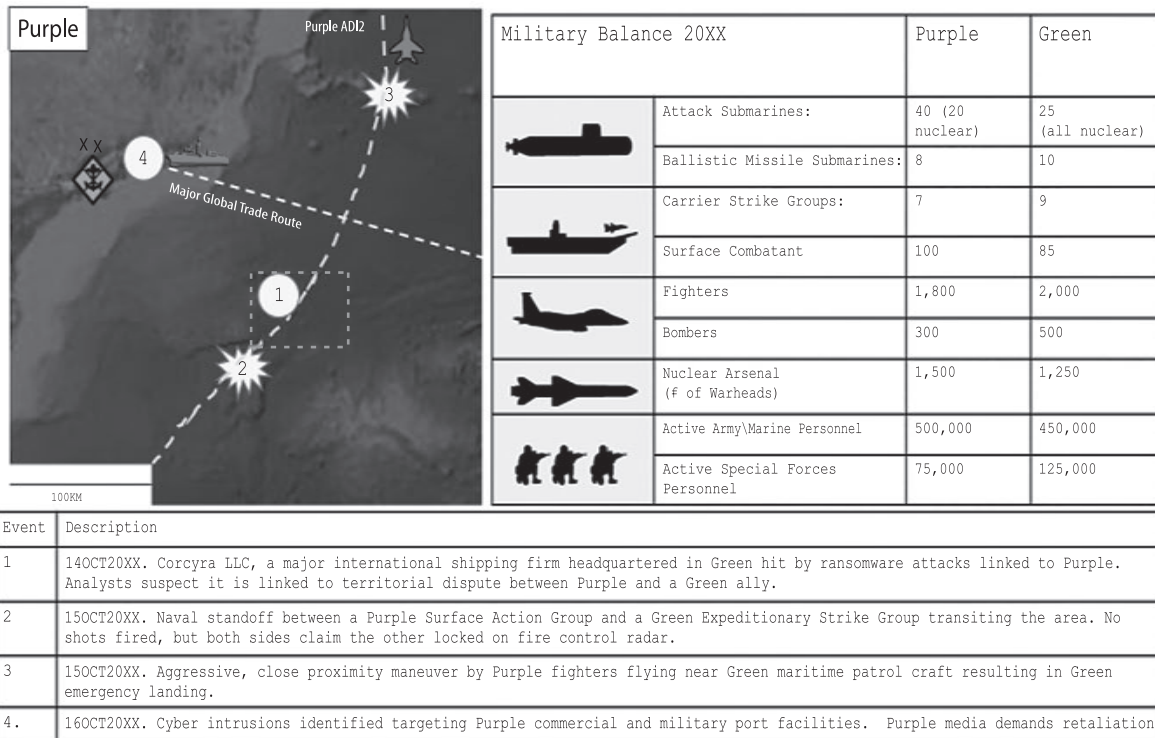 Purple
Purple ADI2
3
X X
4
Major Global Trade Route
1
2
100KM
Military Balance 20XX Purple Green
Attack Submarines: 40 (20 nuclear) 25 (all nuclear)
Ballistic Missile Submarines: 8 10
Carrier Strike Groups: 7 9
Surface Combatant 100 85
Fighters 1,800 2,000
Bombers 300 500
Nuclear Arsenal 1,500 1,250
(# of Warheads)
Active Army\Marine Personnel 500,000 450,000
Active Special Forces 75,000 125,000
Personnel
Event Description
1 14OCT20XX. Corcyra LLC, a major international shipping firm headquartered in Green hit by ransomware attacks linked to Purple.
Analysts suspect it is linked to territorial dispute between Purple and a Green ally.
2 15OCT20XX. Naval standoff between a Purple Surface Action Group and a Green Expeditionary Strike Group transiting the area. No
shots fired, but both sides claim the other locked on fire control radar.
3 15OCT20XX. Aggressive, close proximity maneuver by Purple fighters flying near Green maritime patrol craft resulting in Green
emergency landing.
4. 16OCT20XX. Cyber intrusions identified targeting Purple commercial and military port facilities. Purple media demands retaliation